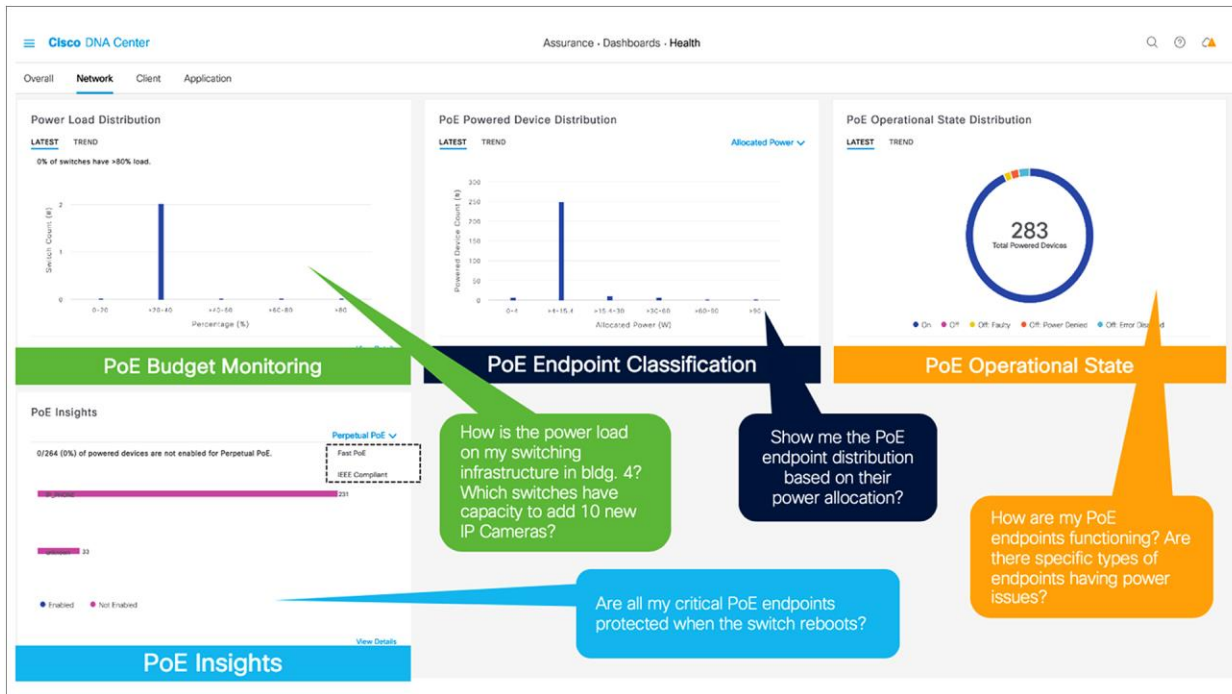 Cisco DNA Center
Assurance · Dashboards · Health
Overall Network Client Application
Power Load Distribution
LATEST TREND
0% of switches have >80% load.
Switch Count (#)
2
1
0
0-20 >20-40 >40-60 >60-80 >80
Percentage (%)
PoE Budget Monitoring
PoE Powered Device Distribution
LATEST TREND
Allocated Power
Powered Device Count (#)
300
250
200
150
100
50
0
0-4 >4-15.4 >15.4-30 >30-60 >60-90 >90
Allocated Power (W)
PoE Endpoint Classification
PoE Operational State Distribution
LATEST TREND
283
Total Powered Devices
On Off Off: Faulty Off: Power Denied Off: Error
PoE Operational State
PoE Insights
Perpetual PoE
0/264 (0%) of powered devices are not enabled for Perpetual PoE.
Fast PoE
IEEE Compliant
IP_PHONE 231
33
Enabled Not Enabled
View Details
PoE Insights
How is the power load
on my switching
infrastructure in bldg. 4?
Which switches have
capacity to add 10 new
IP Cameras?
Show me the PoE
endpoint distribution
based on their
power allocation?
How are my PoE
endpoints functioning? Are
there specific types of
endpoints having power
issues?
Are all my critical PoE endpoints
protected when the switch reboots?